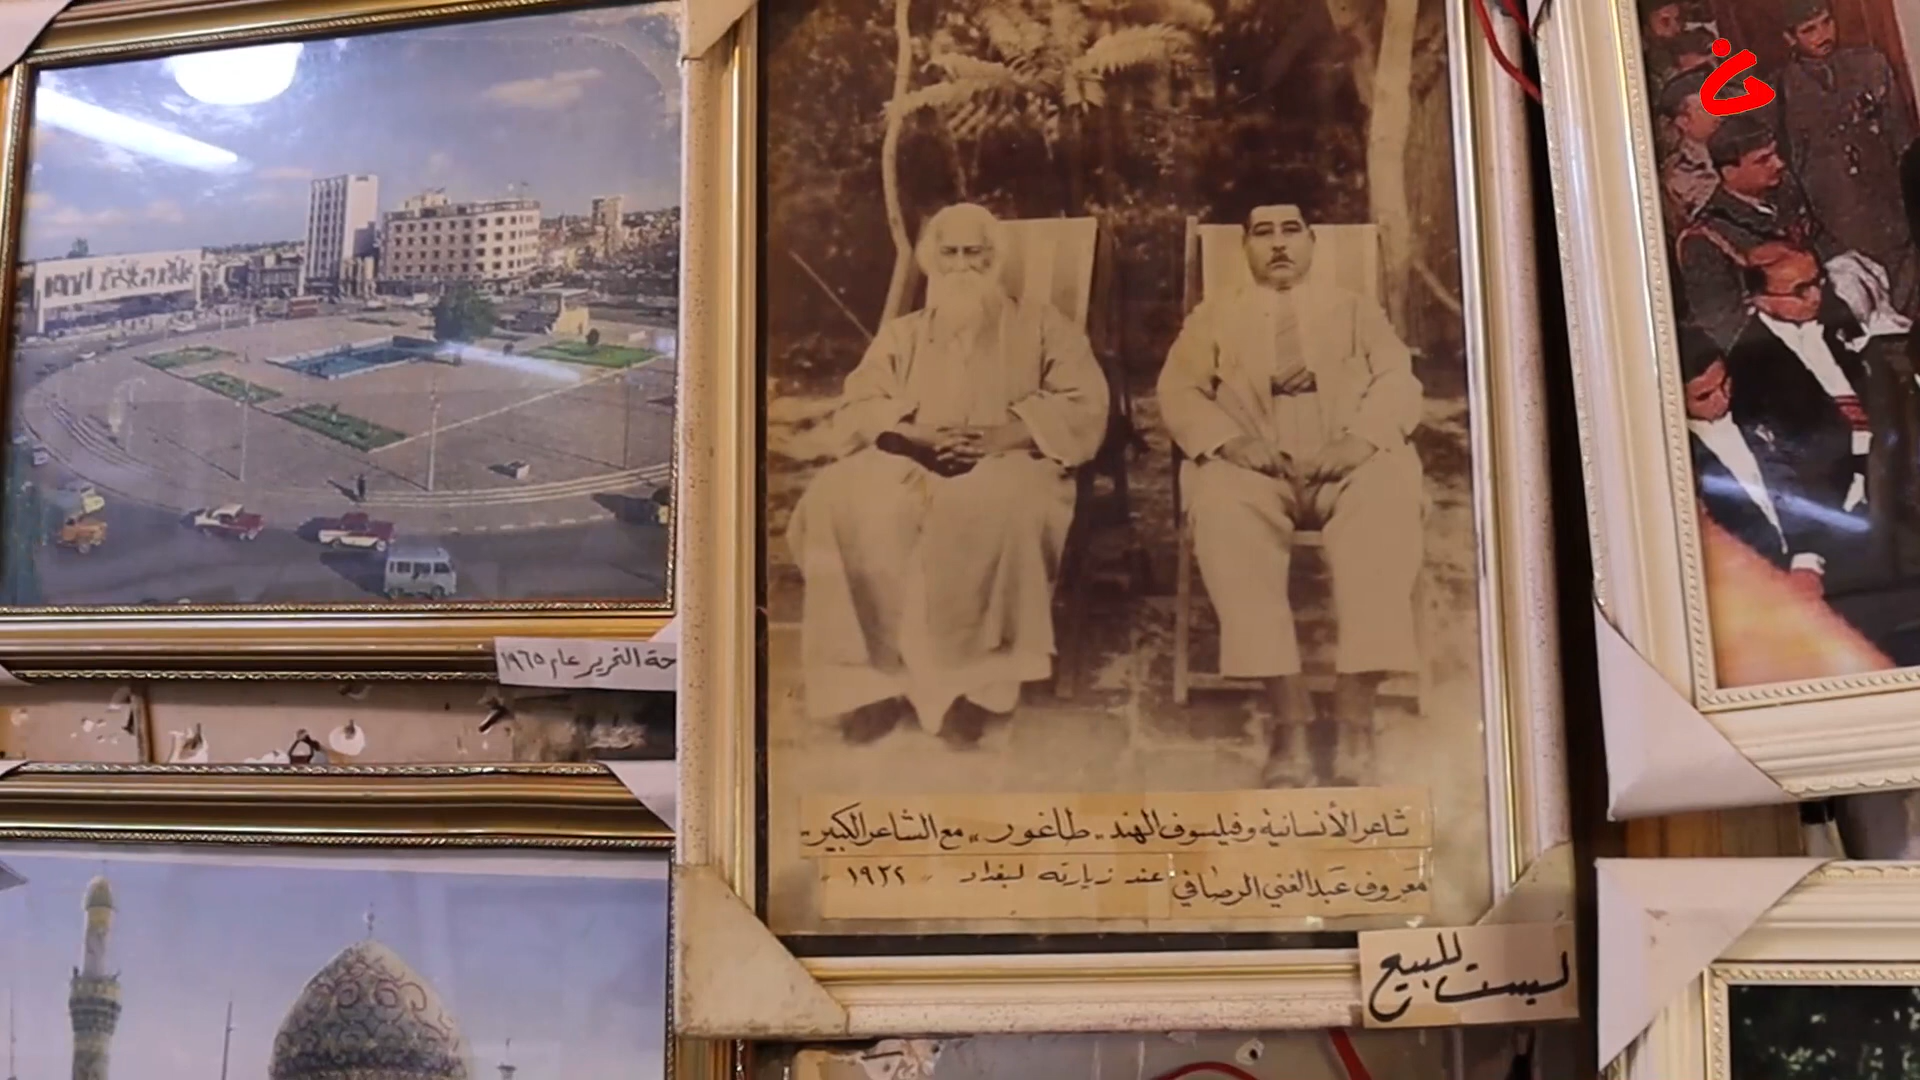 حة التحرير عام ١٩٦٥
شاعر الأنسانية وفيلسوف الهند „ طاغور „ مع الشاعر الكبير „
معروف عبد الغني الرصافي عند زيارته لبغداد „ ١٩٣٢ „
ليست للبيع